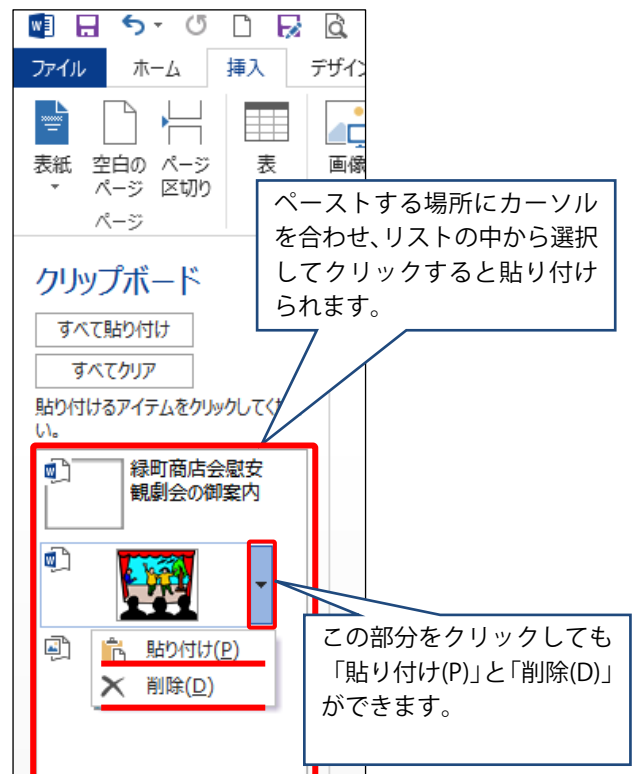 ファイル ホーム 挿入 デザイン
表紙 空白の ページ 表 画像
ページ 区切り
ページ
ペーストする場所にカーソル
を合わせ、リストの中から選択
してクリックすると貼り付け
られます。
クリップボード
すべて貼り付け
すべてクリア
貼り付けるアイテムをクリックしてくだ
い。
緑町商店会慰安
観劇会の御案内
貼り付け(P)
削除(D)
この部分をクリックしても
「貼り付け(P)」と「削除(D)」
ができます。